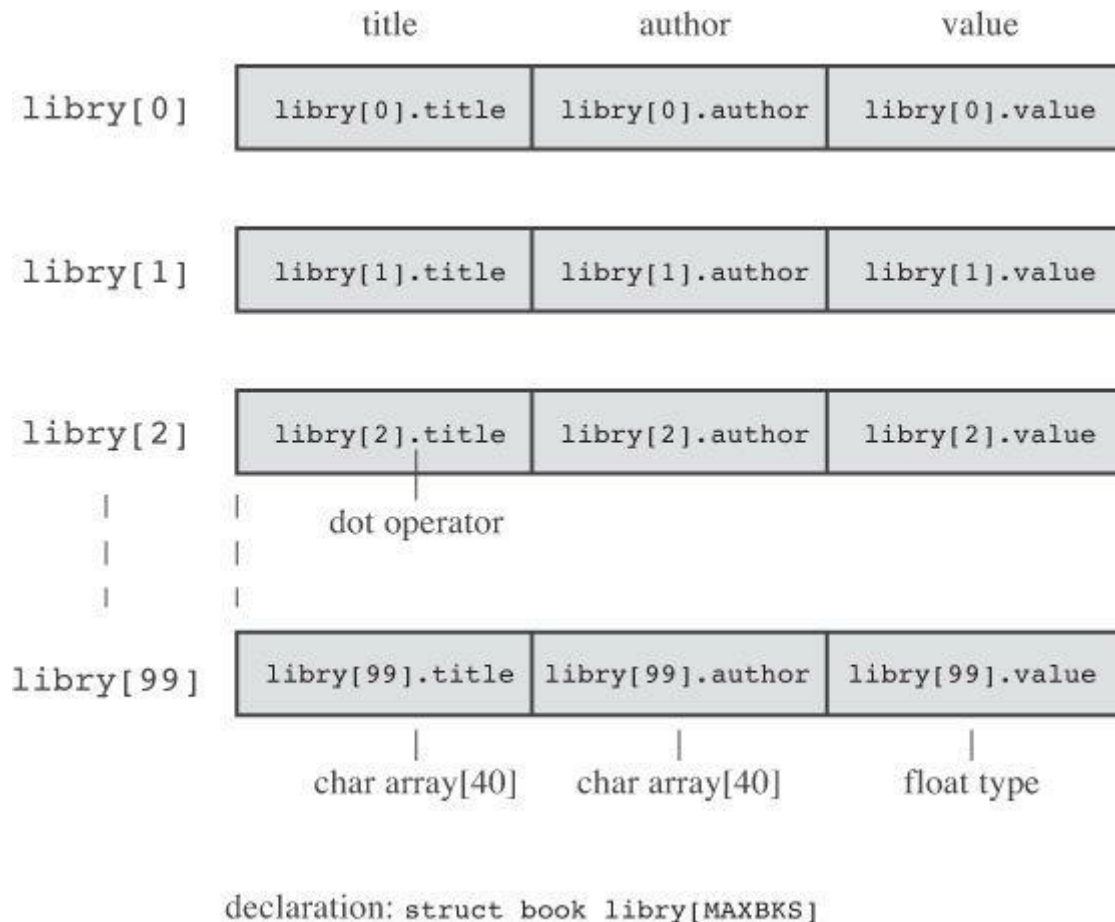 title author value
libry[0] libry[0].title libry[0].author libry[0].value
libry[1] libry[1].title libry[1].author libry[1].value
libry[2] libry[2].title libry[2].author libry[2].value
dot operator
libry[99] libry[99].title libry[99].author libry[99].value
char array[40] char array[40] float type
declaration: struct book libry[MAXBKS]